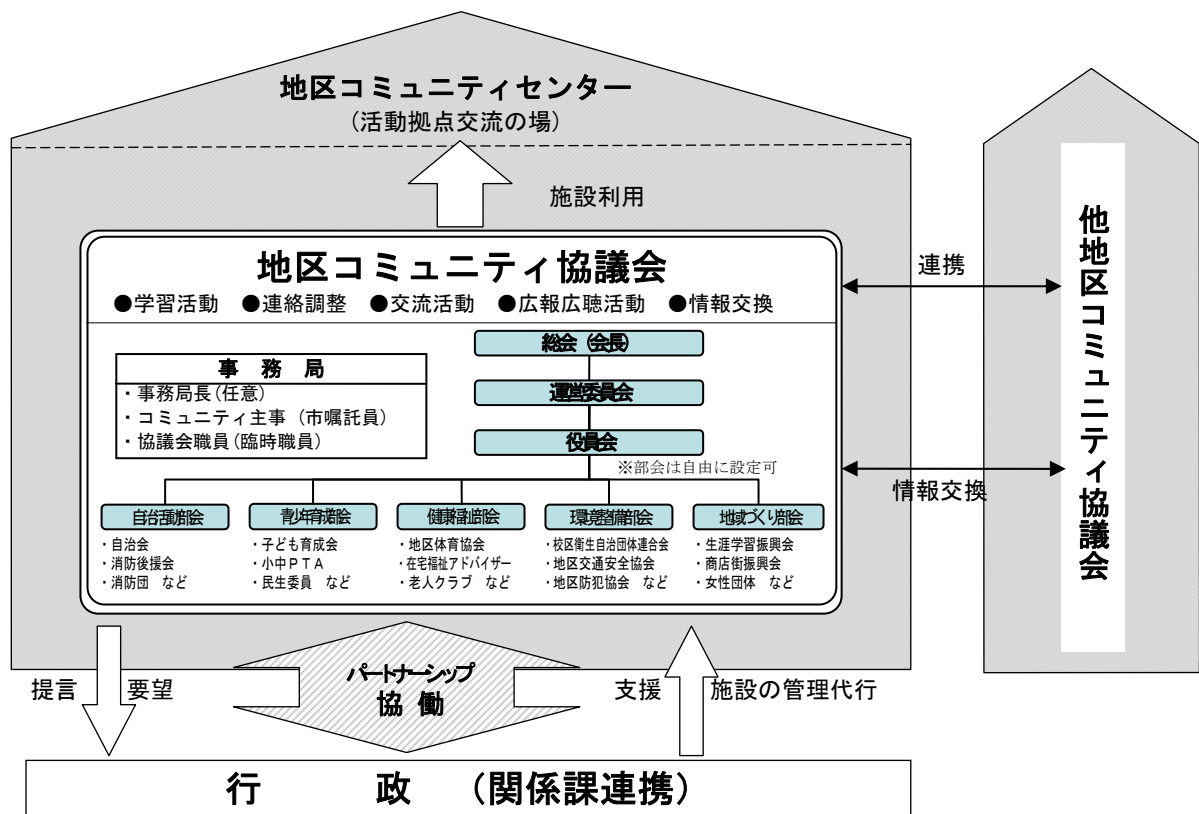 地区コミュニティセンター
(活動拠点交流の場)
施設利用
地区コミュニティ協議会
●学習活動 ●連絡調整 ●交流活動 ●広報広聴活動 ●情報交換
総会(会長)
運営委員会
役員会
※部会は自由に設定可
事 務 局
・事務局長(任意)
・コミュニティ主事(市嘱託員)
・協議会職員(臨時職員)
自治活動部会
・自治会
・消防後援会
・消防団 など
青少年育成部会
・子ども育成会
・小中PTA
・民生委員 など
健康福祉部会
・地区体育協会
・在宅福祉アドバイザー
・老人クラブ など
環境整備部会
・校区衛生自治団体連合会
・地区交通安全協会
・地区防犯協会 など
地域づくり部会
・生涯学習振興会
・商店街振興会
・女性団体 など
連携
情報交換
他地区コミュニティ協議会
提言 要望
パートナーシップ
協 働
支援 施設の管理代行
行 政 (関係課連携)